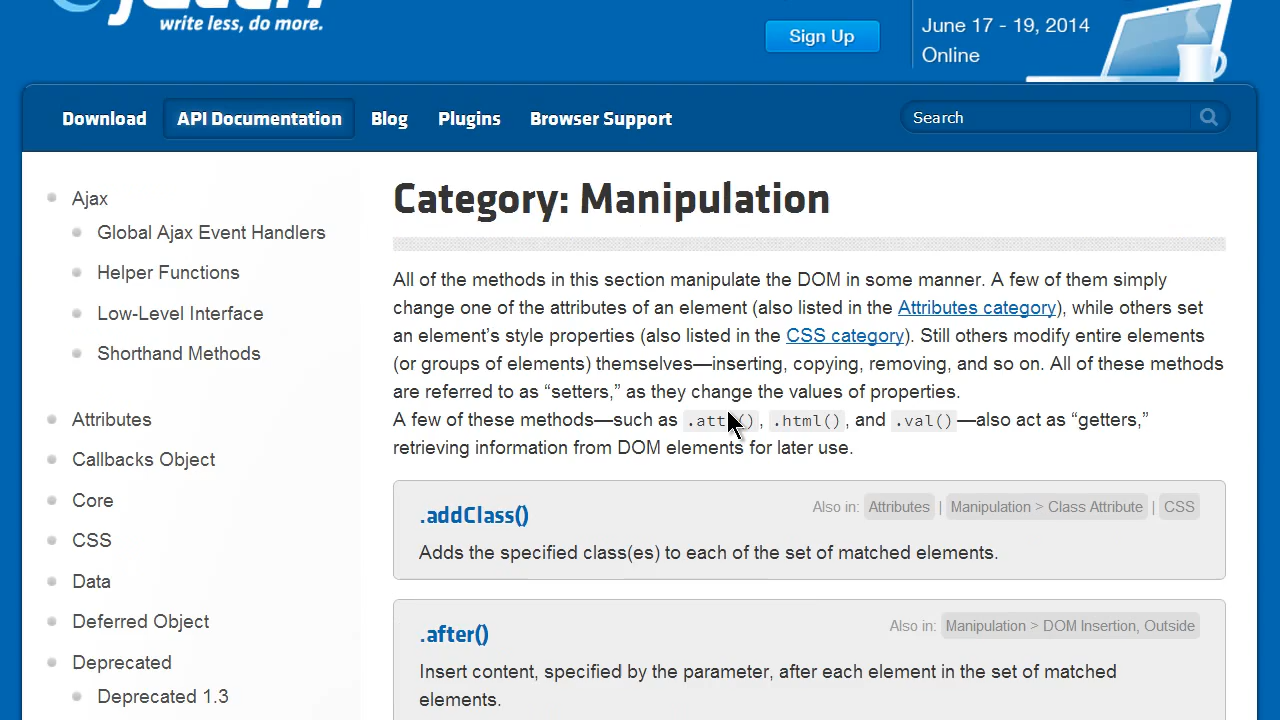 write less, do more.
Sign Up
June 17 - 19, 2014
Online
Download API Documentation Blog Plugins Browser Support
Search
Ajax
Global Ajax Event Handlers
Helper Functions
Low-Level Interface
Shorthand Methods
Attributes
Callbacks Object
Core
CSS
Data
Deferred Object
Deprecated
Deprecated 1.3
Category: Manipulation
All of the methods in this section manipulate the DOM in some manner. A few of them simply
change one of the attributes of an element (also listed in the Attributes category), while others set
an element’s style properties (also listed in the CSS category). Still others modify entire elements
(or groups of elements) themselves—inserting, copying, removing, and so on. All of these methods
are referred to as “setters,” as they change the values of properties.
A few of these methods—such as .attr(), .html(), and .val()—also act as “getters,”
retrieving information from DOM elements for later use.
.addClass()
Also in: Attributes | Manipulation > Class Attribute | CSS
Adds the specified class(es) to each of the set of matched elements.
.after()
Also in: Manipulation > DOM Insertion, Outside
Insert content, specified by the parameter, after each element in the set of matched
elements.